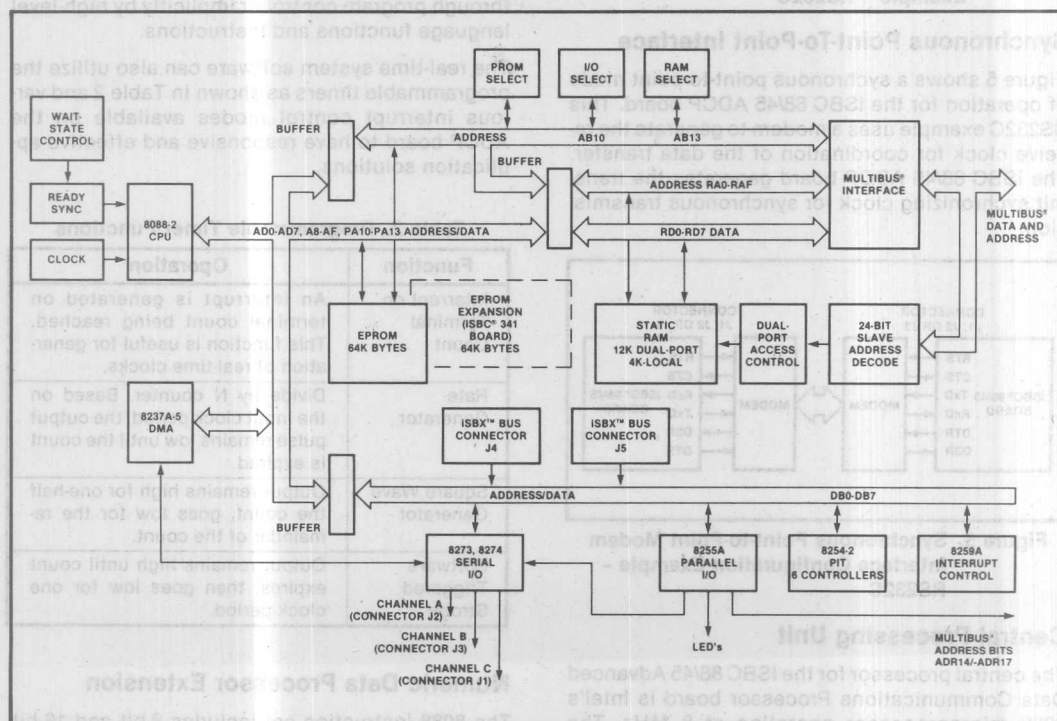 PROM
SELECT
I/O
SELECT
RAM
SELECT
WAIT-
STATE
CONTROL
BUFFER
ADDRESS
AB10
AB13
BUFFER
READY
SYNC
8088-2
CPU
CLOCK
ADDRESS RA0-RAF
MULTIBUS®
INTERFACE
AD0-AD7, A8-AF, PA10-PA13 ADDRESS/DATA
RD0-RD7 DATA
MULTIBUS®
DATA AND
ADDRESS
EPROM
64K BYTES
EPROM
EXPANSION
(iSBC® 341
BOARD)
64K BYTES
STATIC
RAM
12K DUAL-PORT
4K-LOCAL
DUAL-
PORT
ACCESS
CONTROL
24-BIT
SLAVE
ADDRESS
DECODE
8237A-5
DMA
iSBX™ BUS
CONNECTOR
J4
iSBX™ BUS
CONNECTOR
J5
BUFFER
ADDRESS/DATA
DB0-DB7
8273, 8274
SERIAL
I/O
8255A
PARALLEL
I/O
8254-2
PIT
6 CONTROLLERS
8259A
INTERRUPT
CONTROL
CHANNEL A
(CONNECTOR J2)
CHANNEL B
(CONNECTOR J3)
CHANNEL C
(CONNECTOR J1)
LED's
MULTIBUS®
ADDRESS BITS
ADR14/-ADR17